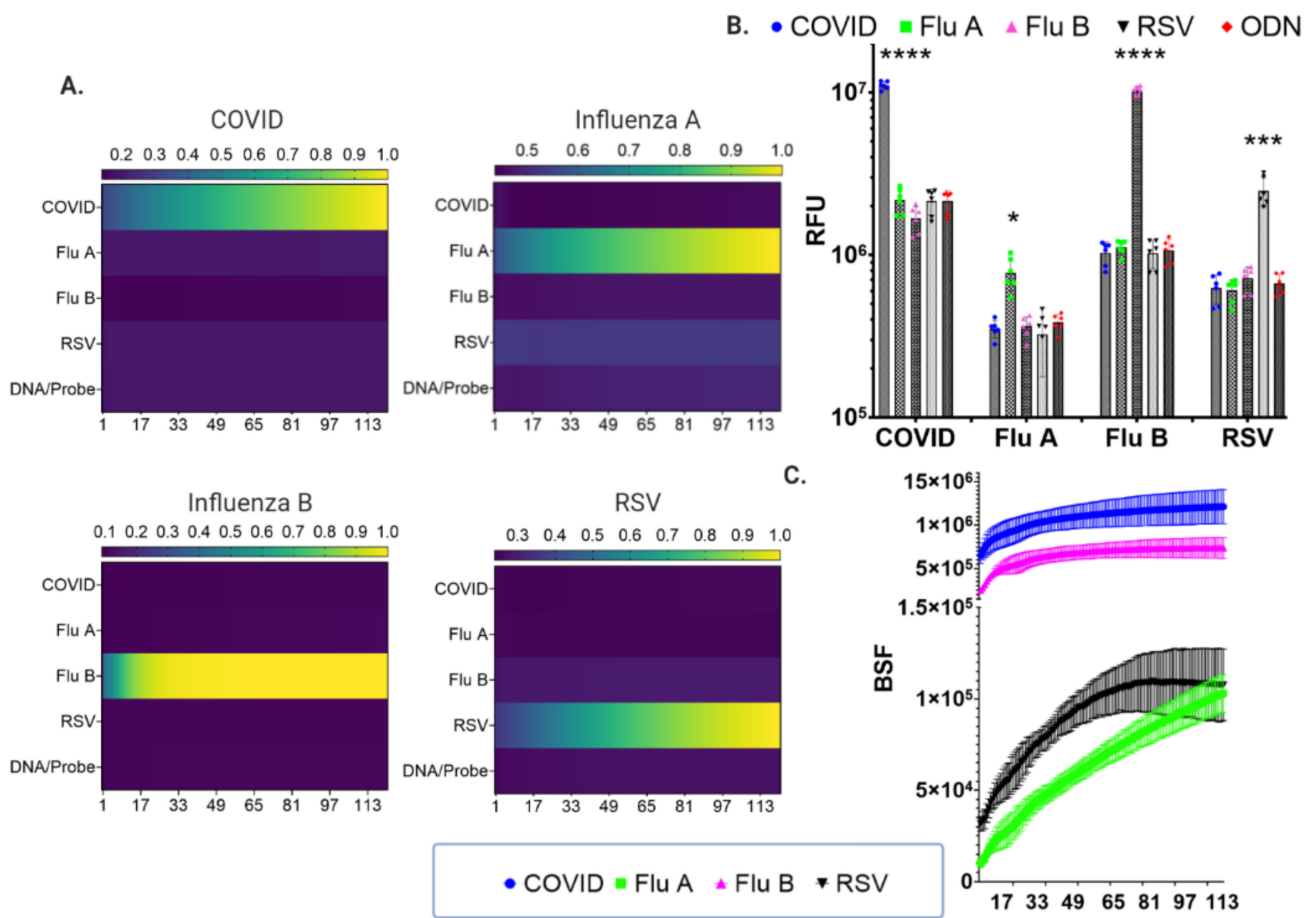 A.
COVID
0.2 0.3 0.4 0.5 0.6 0.7 0.8 0.9 1.0
COVID
Flu A
Flu B
RSV
DNA/Probe
1 17 33 49 65 81 97 113
Influenza A
0.5 0.6 0.7 0.8 0.9 1.0
COVID
Flu A
Flu B
RSV
DNA/Probe
1 17 33 49 65 81 97 113
Influenza B
0.1 0.2 0.3 0.4 0.5 0.6 0.7 0.8 0.9 1.0
COVID
Flu A
Flu B
RSV
DNA/Probe
1 17 33 49 65 81 97 113
RSV
0.3 0.4 0.5 0.6 0.7 0.8 0.9 1.0
COVID
Flu A
Flu B
RSV
DNA/Probe
1 17 33 49 65 81 97 113
B.
COVID Flu A Flu B RSV ODN
**** * **** ***
RFU
10⁷
10⁶
10⁵
COVID Flu A Flu B RSV
C.
BSF
15×10⁶
1×10⁶
5×10⁵
1.5×10⁵
1×10⁵
5×10⁴
0
17 33 49 65 81 97 113
COVID Flu A Flu B RSV